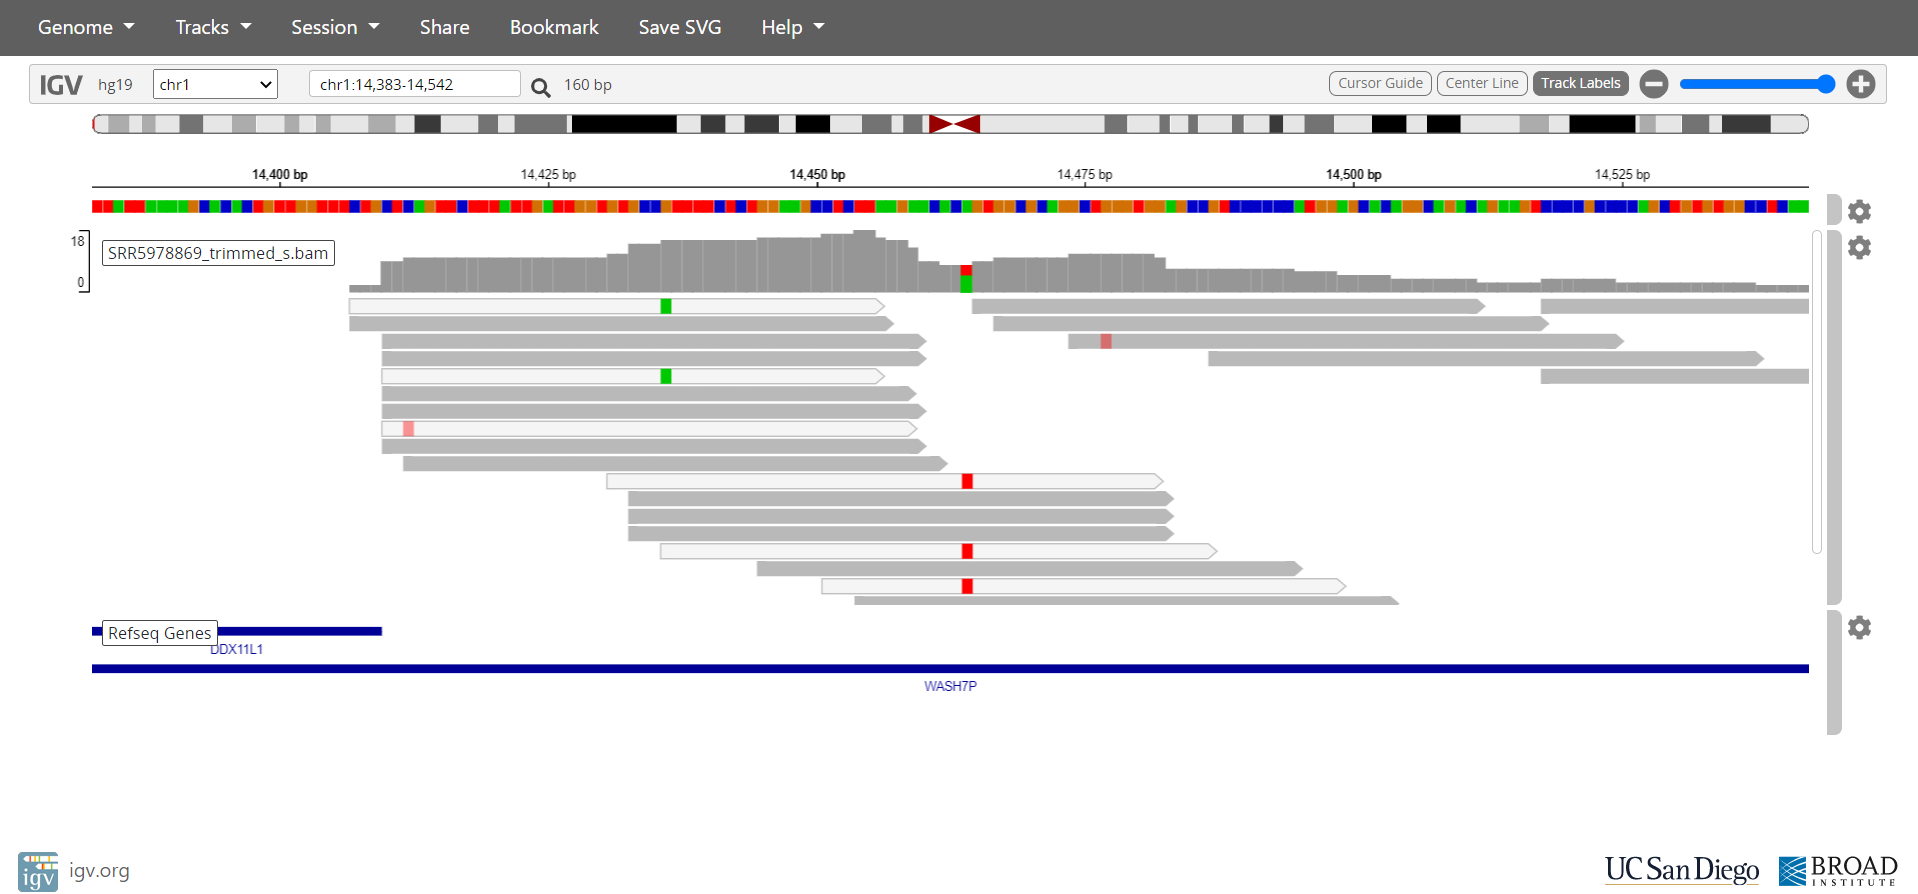 Genome Tracks Session Share Bookmark Save SVG Help
IGV hg19 chr1 chr1:14,383-14,542 160 bp Cursor Guide Center Line Track Labels
14,400 bp 14,425 bp 14,450 bp 14,475 bp 14,500 bp 14,525 bp
18
SRR5978869_trimmed_s.bam
0
Refseq Genes
DDX11L1
WASH7P
igv igv.org UC San Diego BROAD
INSTITUTE